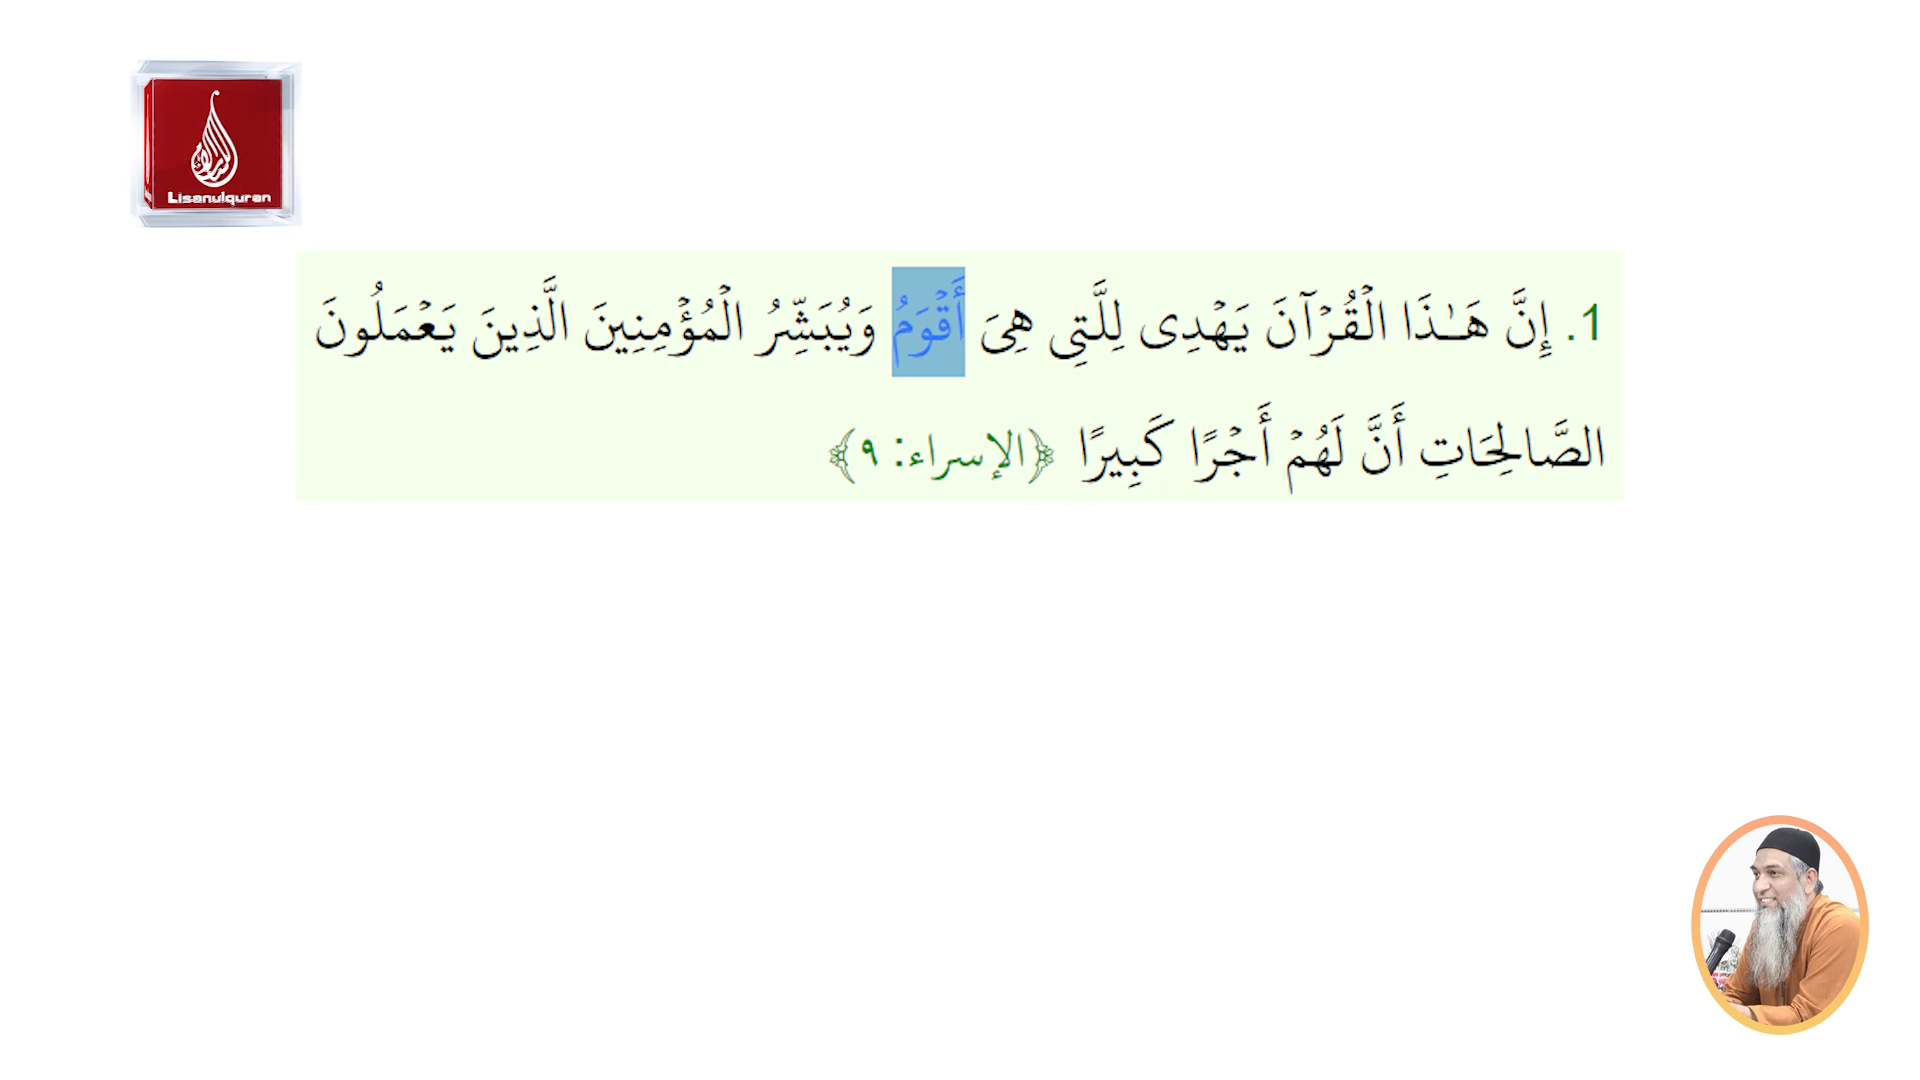 Lisanulquran
1. إِنَّ هَـٰذَا الْقُرْآنَ يَهْدِى لِلَّتِى هِىَ أَقْوَمُ وَيُبَشِّرُ الْمُؤْمِنِينَ الَّذِينَ يَعْمَلُونَ
الصَّالِحَاتِ أَنَّ لَهُمْ أَجْرًا كَبِيرًا ﴿الإسراء: ٩﴾